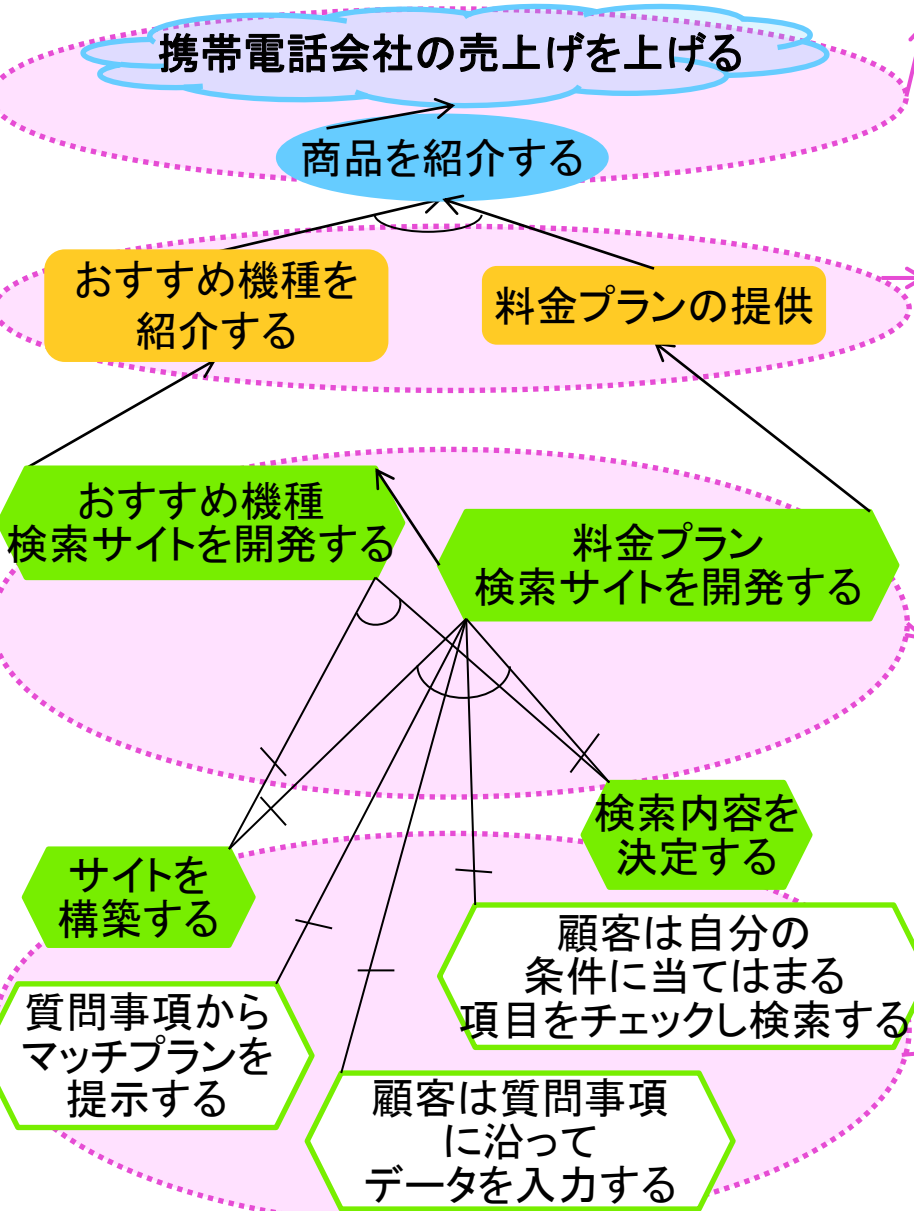 携帯電話会社の売上げを上げる
商品を紹介する
おすすめ機種を
紹介する
料金プランの提供
おすすめ機種
検索サイトを開発する
料金プラン
検索サイトを開発する
検索内容を
決定する
サイトを
構築する
顧客は自分の
条件に当てはまる
項目をチェックし検索する
質問事項から
マッチプランを
提示する
顧客は質問事項
に沿って
データを入力する